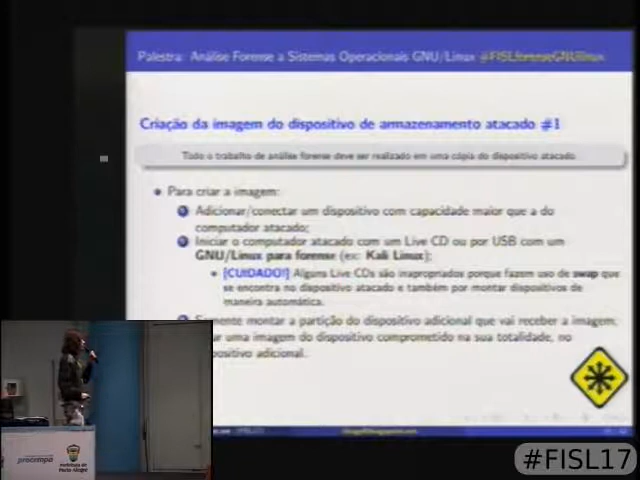 Palestra: Análise Forense a Sistemas Operacionais GNU/Linux #FISLforenseGNUlinux
Criação da imagem do dispositivo de armazenamento atacado #1
Todo o trabalho de análise forense deve ser realizado em uma cópia do dispositivo atacado.
Para criar a imagem:
Adicionar/conectar um dispositivo com capacidade maior que a do
computador atacado;
Iniciar o computador atacado com um Live CD ou por USB com um
GNU/Linux para forense (ex: Kali Linux);
[CUIDADO!] Alguns Live CDs são inapropriados porque fazem uso de swap que
se encontra no dispositivo atacado e também por montar dispositivos de
maneira automática.
Somente montar a partição do dispositivo adicional que vai receber a imagem;
uma imagem do dispositivo comprometido na sua totalidade, no
positivo adicional.
procempa
Prefeitura de
Porto Alegre
#FISL17